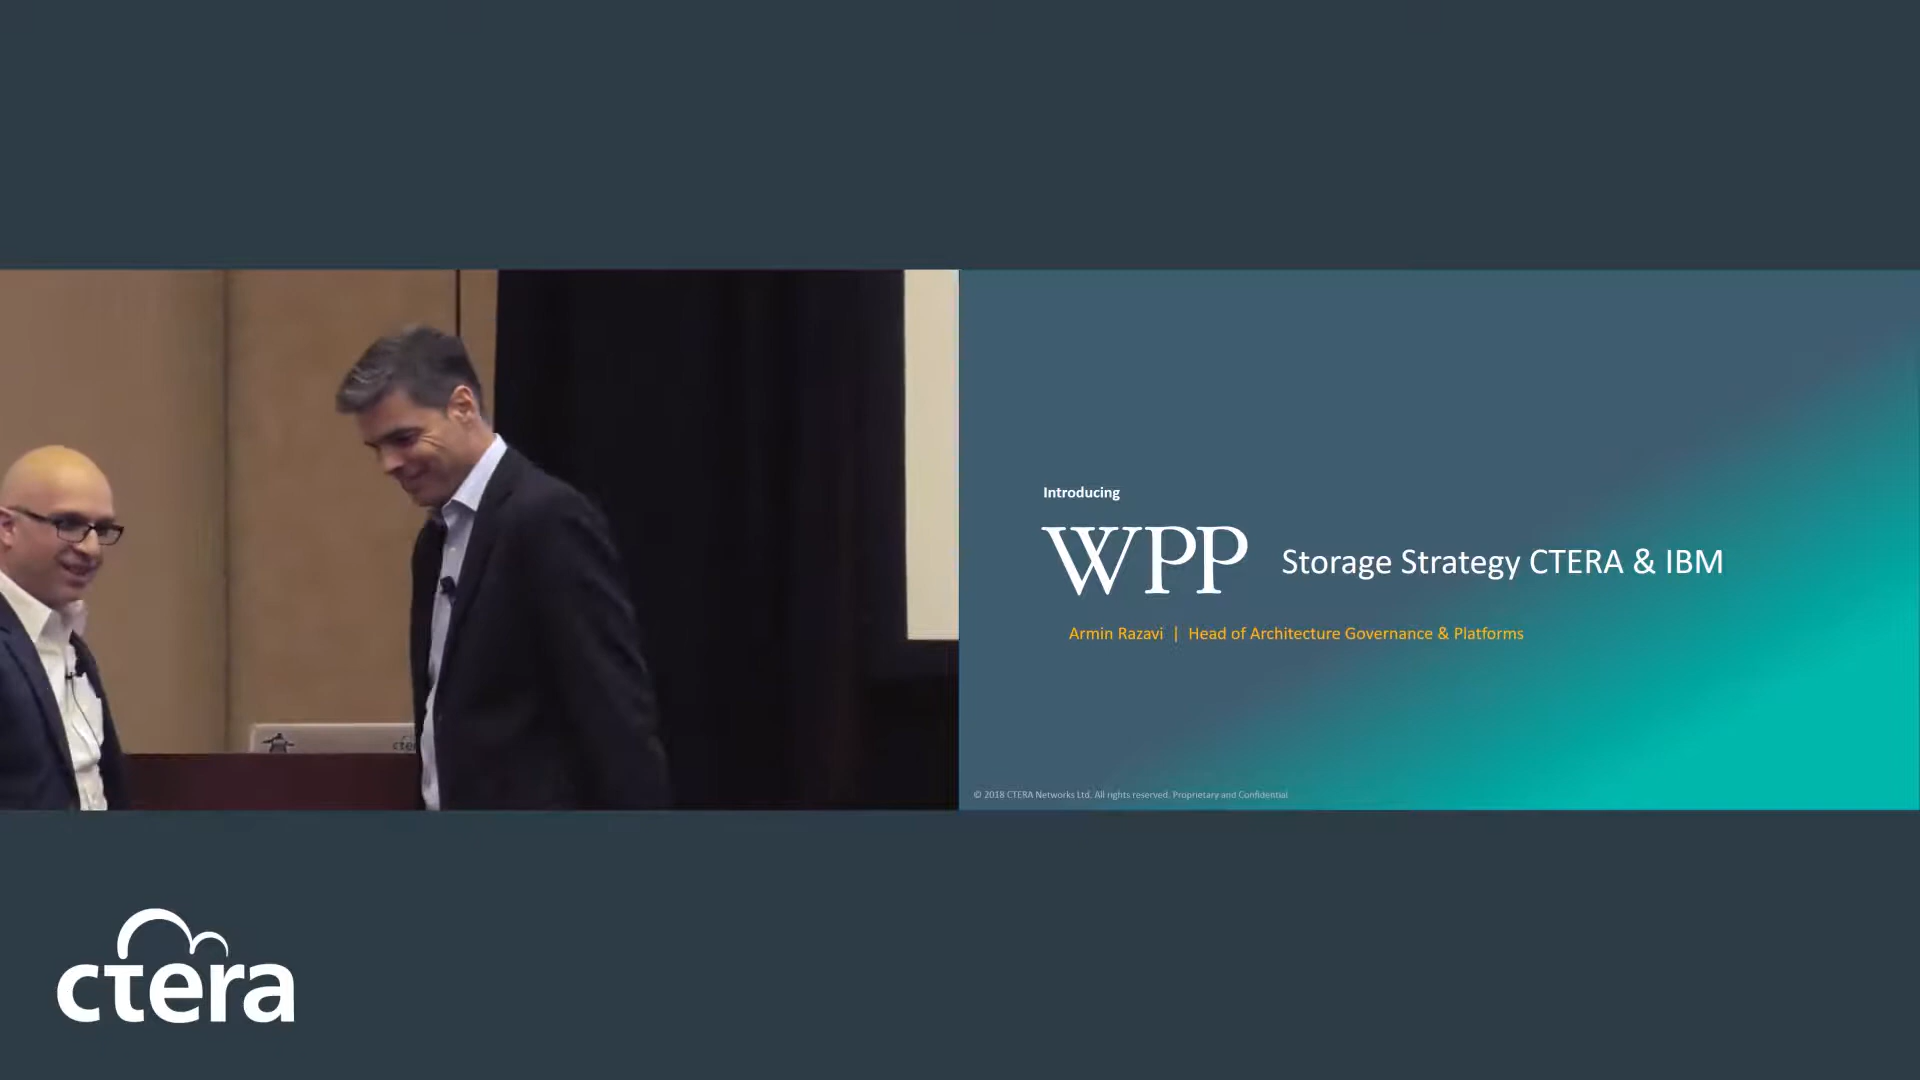 Introducing
WPP Storage Strategy CTERA & IBM
Armin Razavi | Head of Architecture Governance & Platforms
© 2018 CTERA Networks Ltd. All rights reserved. Proprietary and Confidential
ctera